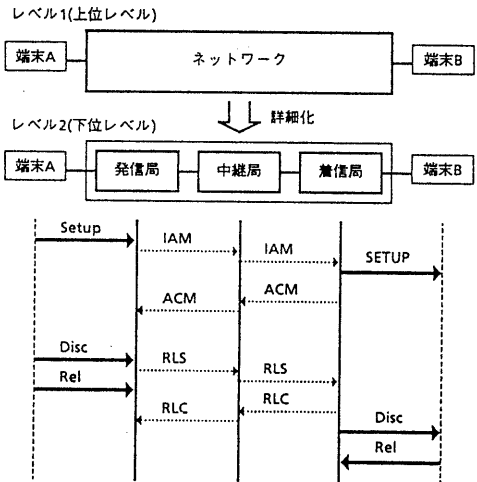 レベル1(上位レベル)
端末A ネットワーク 端末B
詳細化
レベル2(下位レベル)
端末A 発信局 中継局 着信局 端末B
Setup
IAM
IAM
SETUP
ACM
ACM
Disc
RLS
RLS
Rel
RLC
RLC
Disc
Rel